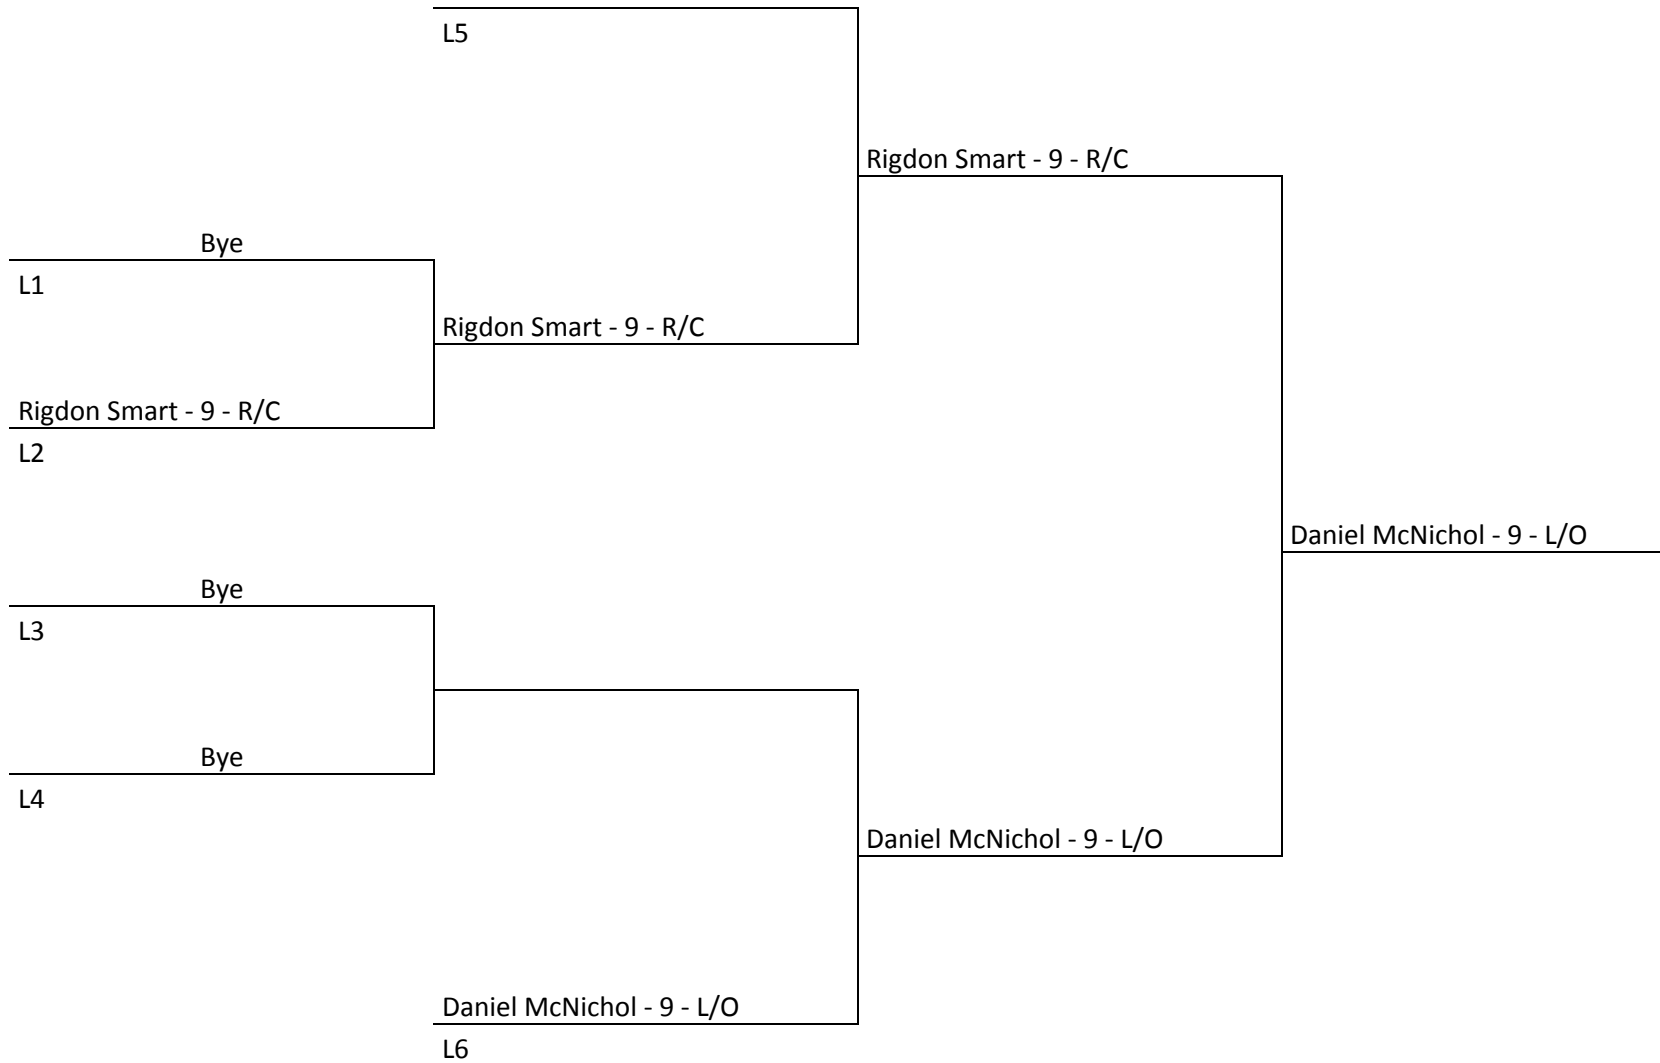 L5
Rigdon Smart - 9 - R/C
Bye
L1
Rigdon Smart - 9 - R/C
Rigdon Smart - 9 - R/C
L2
Daniel McNichol - 9 - L/O
Bye
L3
Bye
L4
Daniel McNichol - 9 - L/O
Daniel McNichol - 9 - L/O
L6